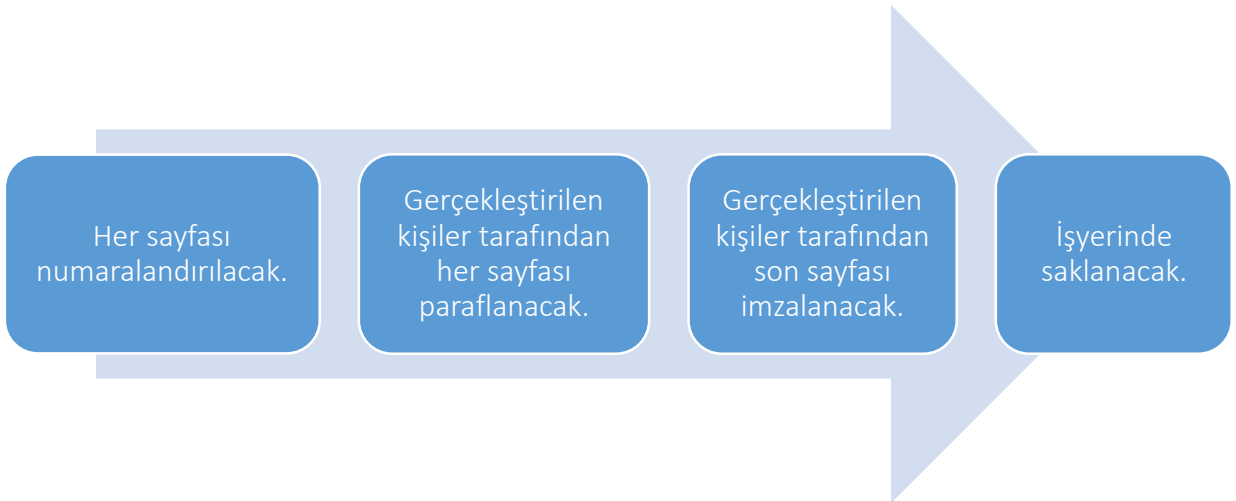 Her sayfası
numaralandırılacak.
Gerçekleştirilen
kişiler tarafından
her sayfası
paraflanacak.
Gerçekleştirilen
kişiler tarafından
son sayfası
imzalanacak.
İşyerinde
saklanacak.